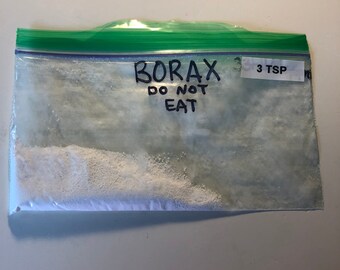 BORAX
3 TSP
DO NOT
EAT